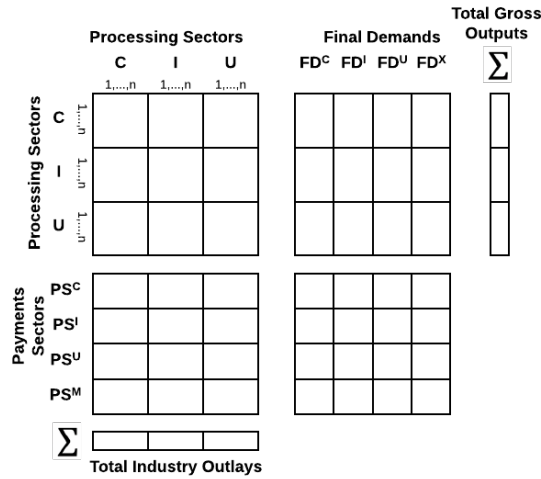 Total Gross
Outputs
Processing Sectors
Final Demands
Σ
C I U
FDᶜ FDᴵ FDᵁ FDˣ
1,...,n 1,...,n 1,...,n
Processing Sectors
C 1,...,n
I 1,...,n
U 1,...,n
Payments
Sectors
PSᶜ
PSᴵ
PSᵁ
PSᴹ
Σ
Total Industry Outlays